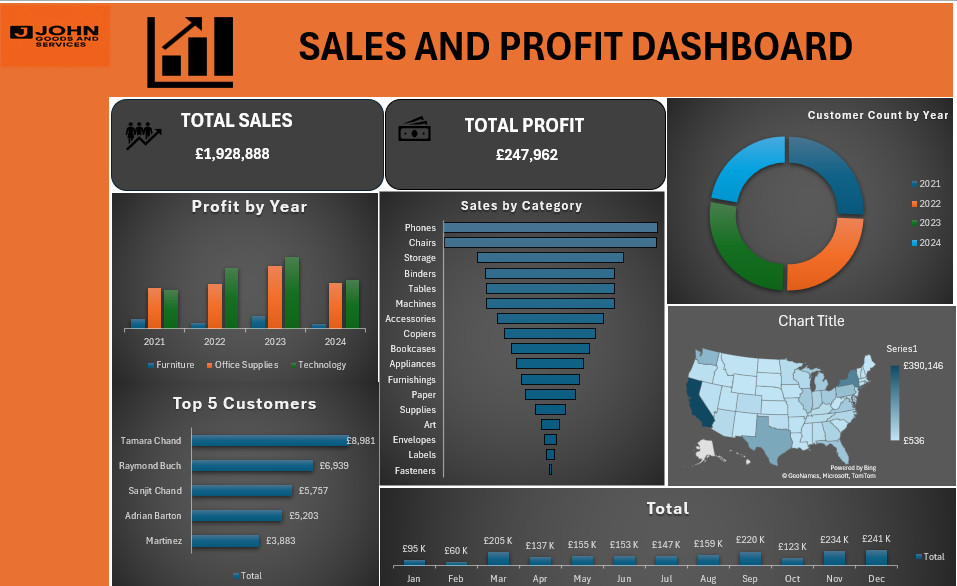 JOHN
GOODS AND
SERVICES
SALES AND PROFIT DASHBOARD
TOTAL SALES
£1,928,888
TOTAL PROFIT
£247,962
Customer Count by Year
2021
2022
2023
2024
Profit by Year
2021 2022 2023 2024
Furniture Office Supplies Technology
Sales by Category
Phones
Chairs
Storage
Binders
Tables
Machines
Accessories
Copiers
Bookcases
Appliances
Furnishings
Paper
Supplies
Art
Envelopes
Labels
Fasteners
Chart Title
Series1
£390,146
£536
Powered by Bing
© GeoNames, Microsoft, TomTom
Top 5 Customers
Tamara Chand £8,981
Raymond Buch £6,939
Sanjit Chand £5,757
Adrian Barton £5,203
Martinez £3,883
Total
Total
£95 K £60 K £205 K £137 K £155 K £153 K £147 K £159 K £220 K £123 K £234 K £241 K
Jan Feb Mar Apr May Jun Jul Aug Sep Oct Nov Dec
Total